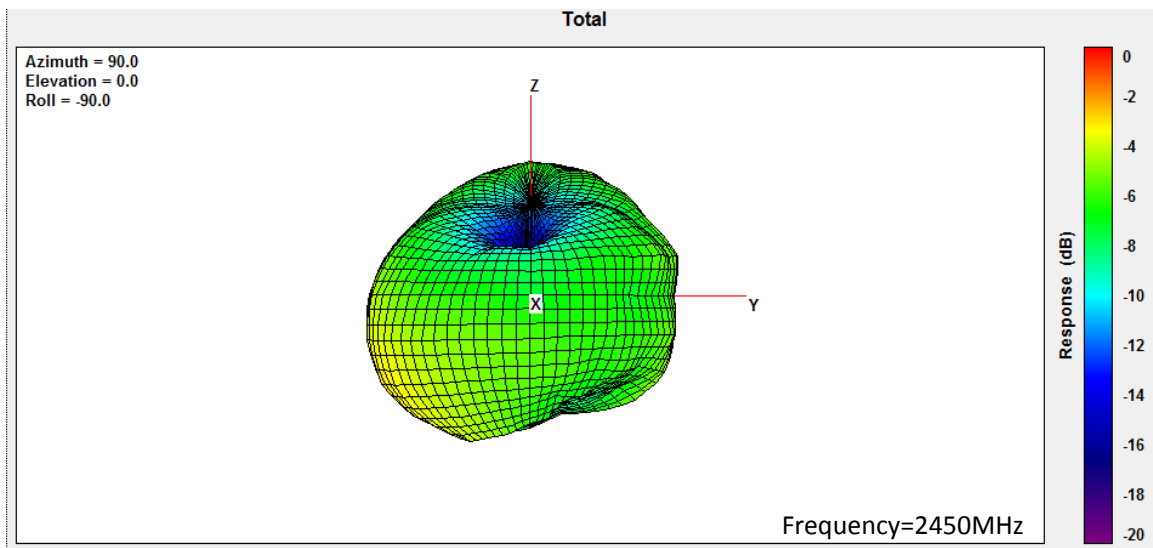 Total
Azimuth = 90.0
Elevation = 0.0
Roll = -90.0
Z
X
Y
0
-2
-4
-6
-8
-10
-12
-14
-16
-18
-20
Response (dB)
Frequency=2450MHz